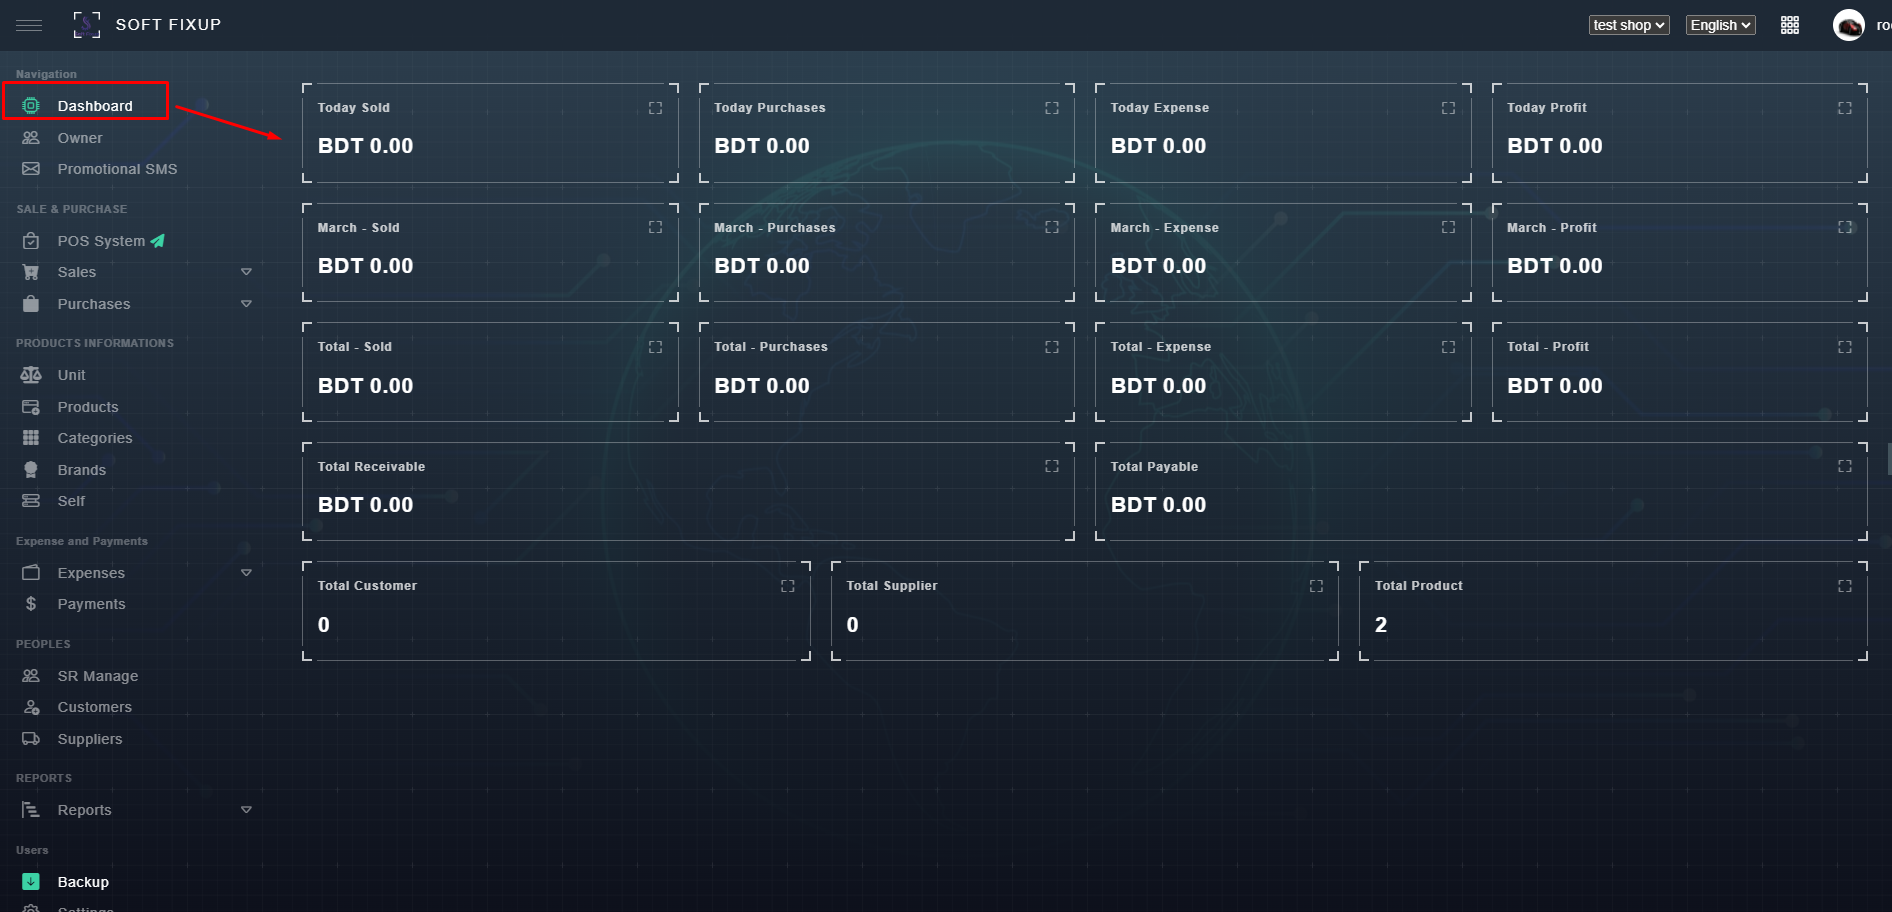 SOFT FIXUP
test shop
English
Navigation
Dashboard
Owner
Promotional SMS
SALE & PURCHASE
POS System
Sales
Purchases
PRODUCTS INFORMATIONS
Unit
Products
Categories
Brands
Self
Expense and Payments
Expenses
Payments
PEOPLES
SR Manage
Customers
Suppliers
REPORTS
Reports
Users
Backup
Settings
Today Sold
BDT 0.00
Today Purchases
BDT 0.00
Today Expense
BDT 0.00
Today Profit
BDT 0.00
March - Sold
BDT 0.00
March - Purchases
BDT 0.00
March - Expense
BDT 0.00
March - Profit
BDT 0.00
Total - Sold
BDT 0.00
Total - Purchases
BDT 0.00
Total - Expense
BDT 0.00
Total - Profit
BDT 0.00
Total Receivable
BDT 0.00
Total Payable
BDT 0.00
Total Customer
0
Total Supplier
0
Total Product
2